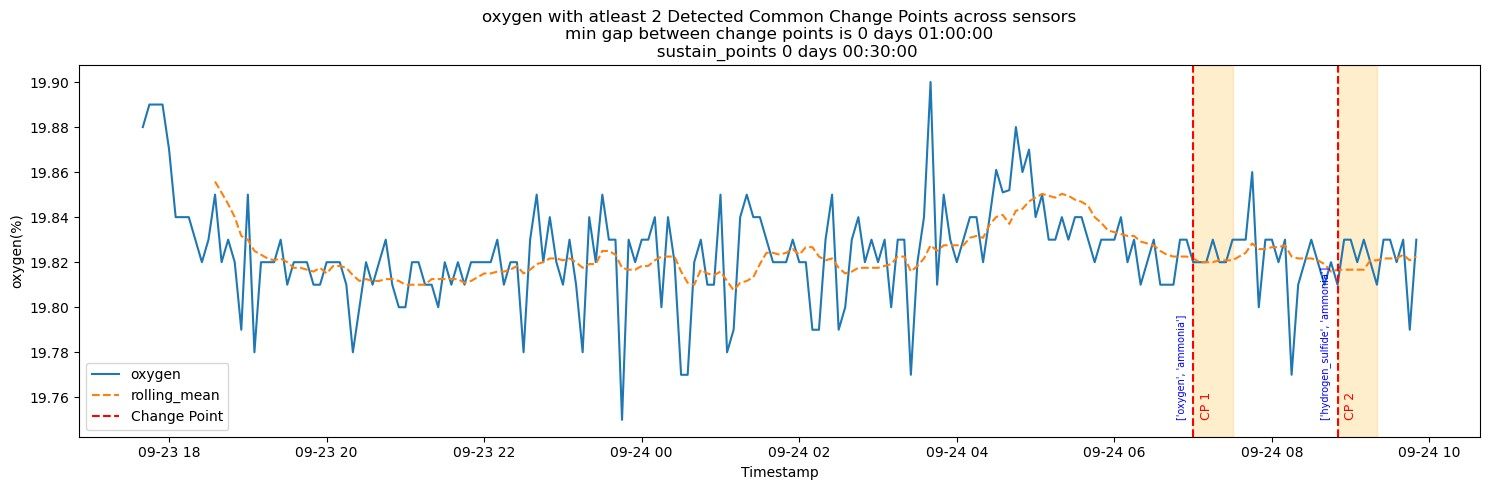 oxygen with atleast 2 Detected Common Change Points across sensors
min gap between change points is 0 days 01:00:00
sustain_points 0 days 00:30:00
oxygen(%)
19.90
19.88
19.86
19.84
19.82
19.80
19.78
19.76
['oxygen', 'ammonia']
CP 1
['hydrogen_sulfide', 'ammonia']
CP 2
oxygen
rolling_mean
Change Point
09-23 18
09-23 20
09-23 22
09-24 00
09-24 02
09-24 04
09-24 06
09-24 08
09-24 10
Timestamp